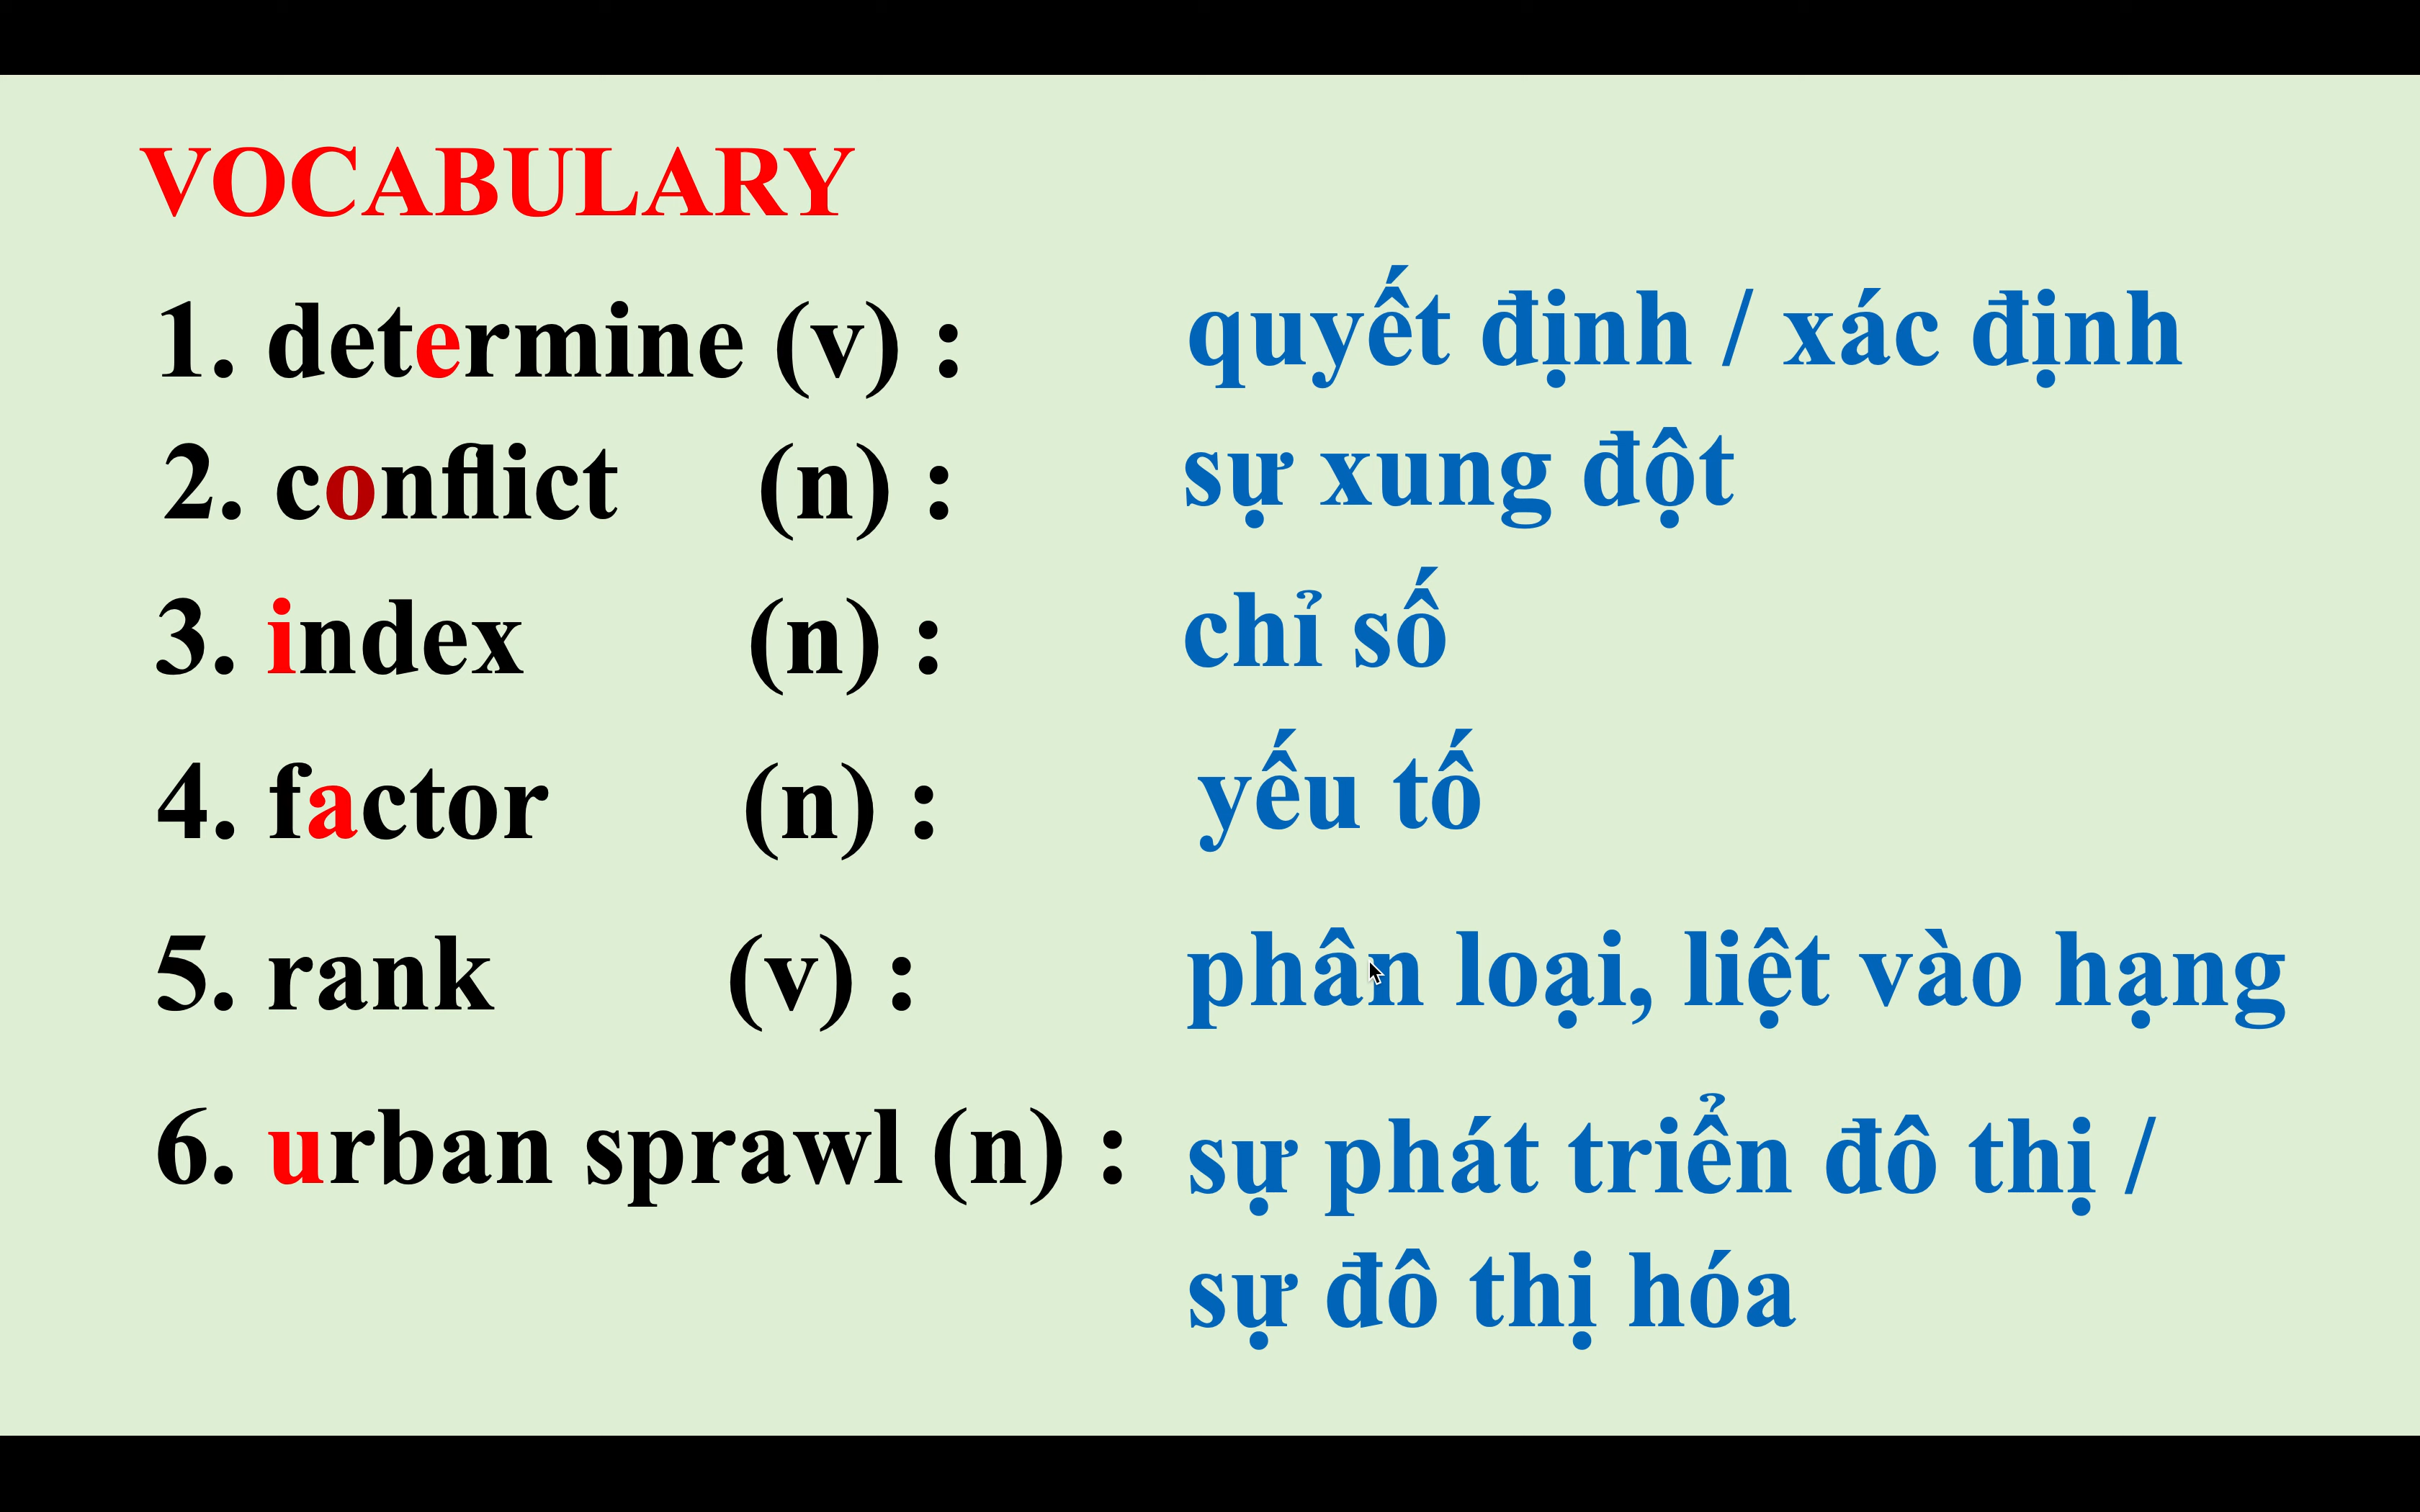 VOCABULARY
1. determine (v) : quyết định / xác định
2. conflict (n) : sự xung đột
3. index (n) : chỉ số
4. factor (n) : yếu tố
5. rank (v) : phân loại, liệt vào hạng
6. urban sprawl (n) : sự phát triển đô thị /
sự đô thị hóa